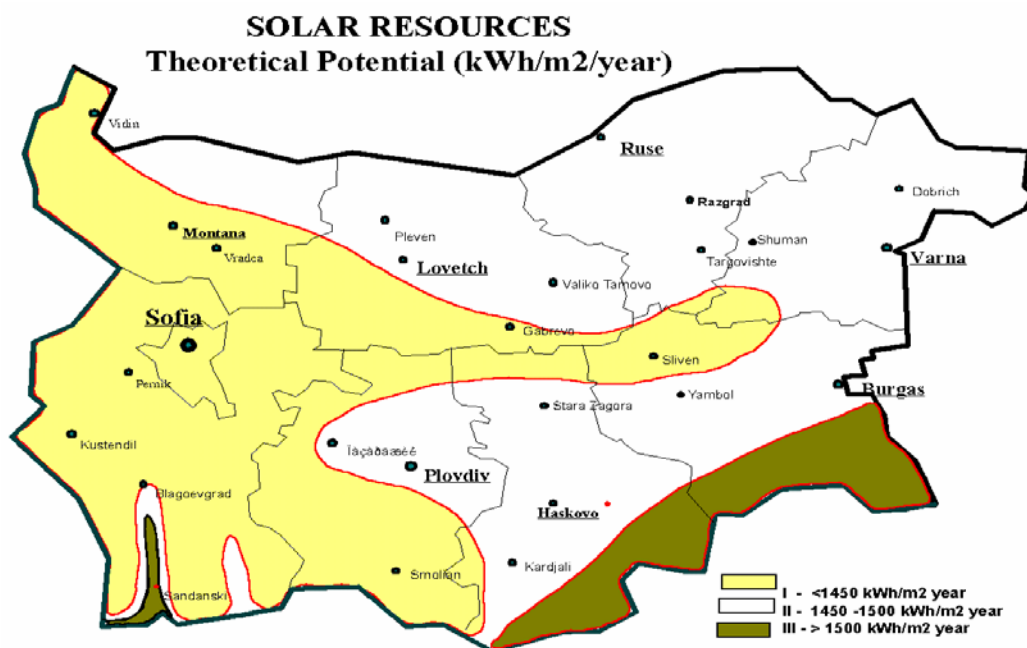 SOLAR RESOURCES
Theoretical Potential (kWh/m2/year)
Vidin
Ruse
Dobrich
Razgrad
Montana
Pleven
Shuman
Vradca
Varna
Targovishte
Lovetch
Valiko Tarnovo
Sofia
Gabrevo
Sliven
Pernik
Burgas
Yambol
Stara Zagora
Kustendil
Ïàçàðäæèê
Plovdiv
Blagoevgrad
Haskovo
Kardjali
Smolian
Sandanski
I - <1450 kWh/m2 year
II - 1450 -1500 kWh/m2 year
III - > 1500 kWh/m2 year